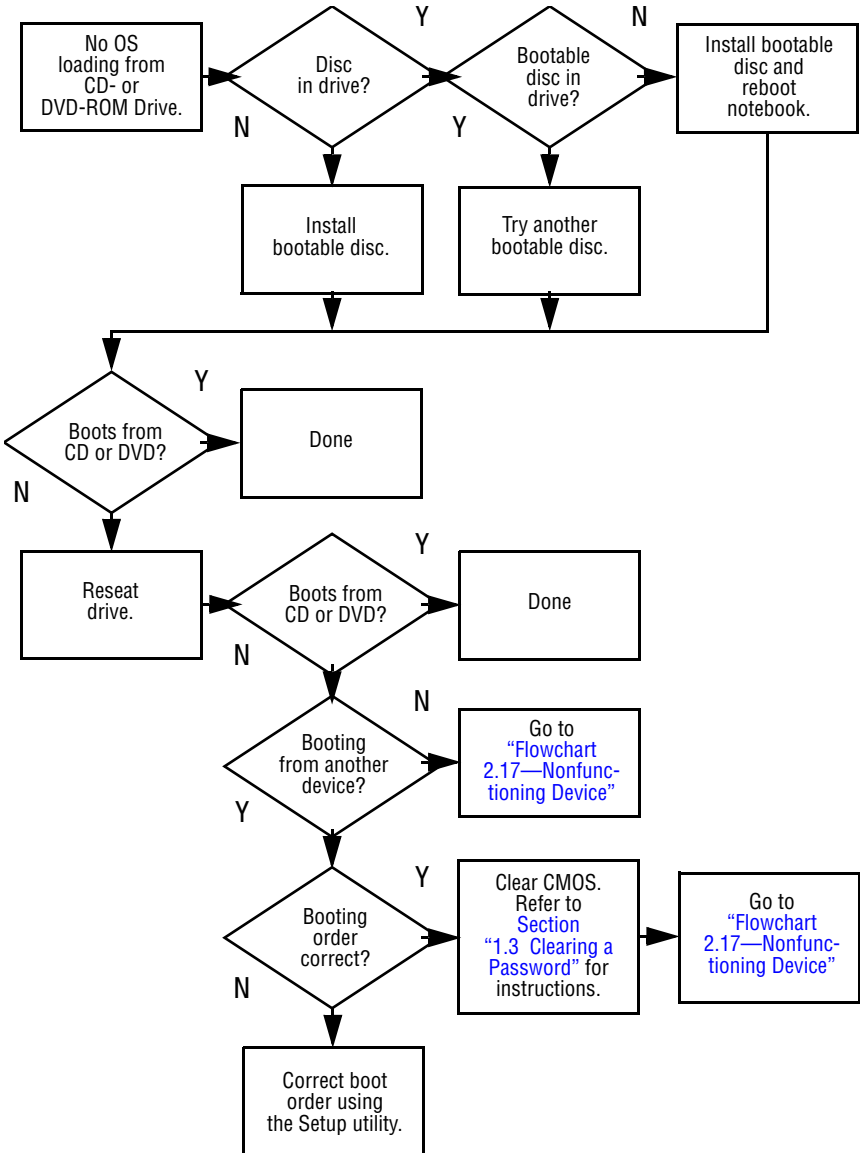 No OS
loading from
CD- or
DVD-ROM Drive.
Disc
in drive?
Y
N
Bootable
disc in
drive?
N
Y
Install bootable
disc and
reboot
notebook.
Install
bootable disc.
Try another
bootable disc.
Boots from
CD or DVD?
Y
N
Done
Reseat
drive.
Boots from
CD or DVD?
Y
N
Done
Booting
from another
device?
N
Y
Go to
“Flowchart
2.17—Nonfunc-
tioning Device”
Booting
order
correct?
Y
N
Clear CMOS.
Refer to
Section
“1.3 Clearing a
Password” for
instructions.
Go to
“Flowchart
2.17—Nonfunc-
tioning Device”
Correct boot
order using
the Setup utility.